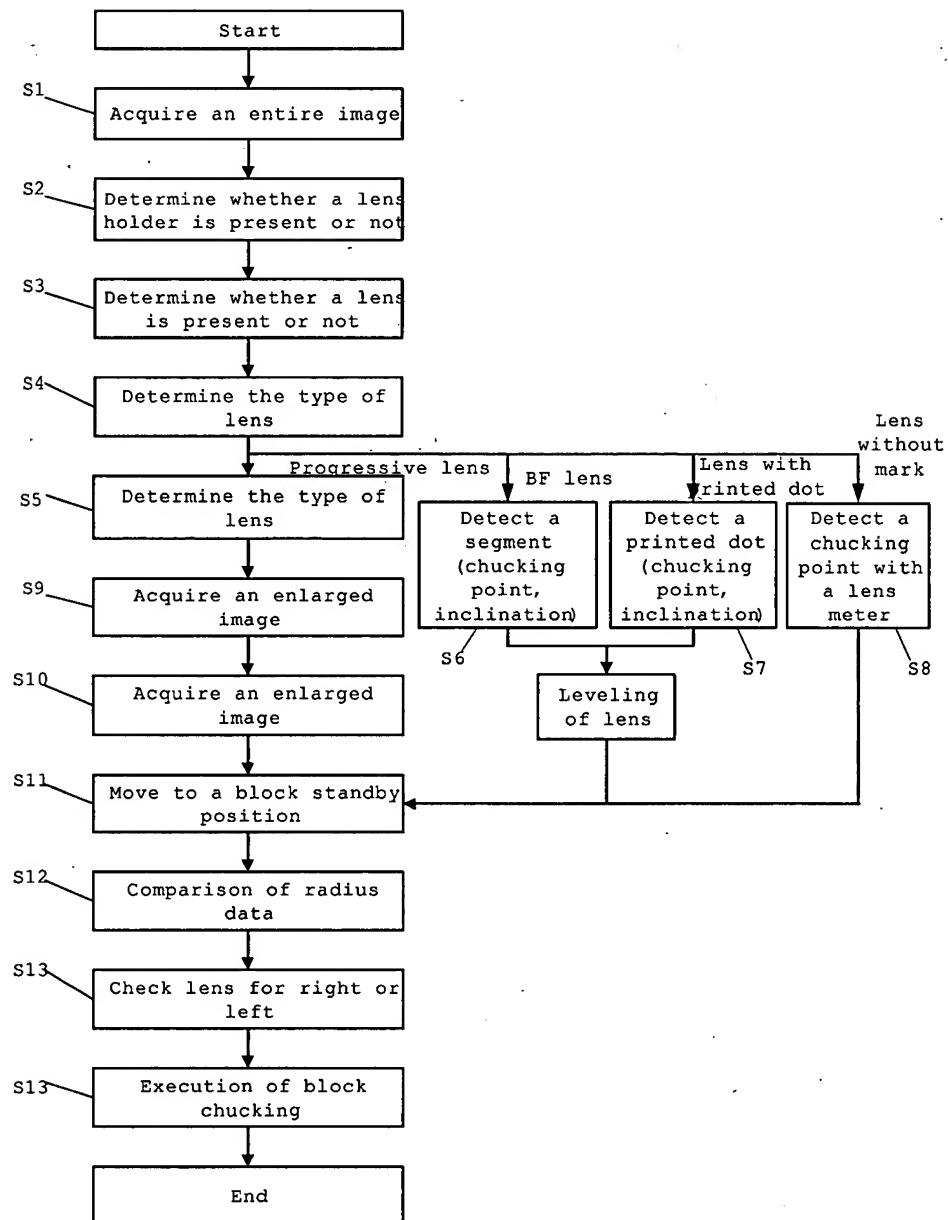 Start
S1
Acquire an entire image
S2
Determine whether a lens
holder is present or not
S3
Determine whether a lens
is present or not
S4
Determine the type of
lens
Progressive lens
BF lens
Lens with
rinted dot
Lens
without
mark
S5
Determine the type of
lens
Detect a
segment
(chucking
point,
inclination)
S6
Detect a
printed dot
(chucking
point,
inclination)
S7
Detect a
chucking
point with
a lens
meter
S8
S9
Acquire an enlarged
image
S10
Acquire an enlarged
image
Leveling
of lens
S11
Move to a block standby
position
S12
Comparison of radius
data
S13
Check lens for right or
left
S13
Execution of block
chucking
End